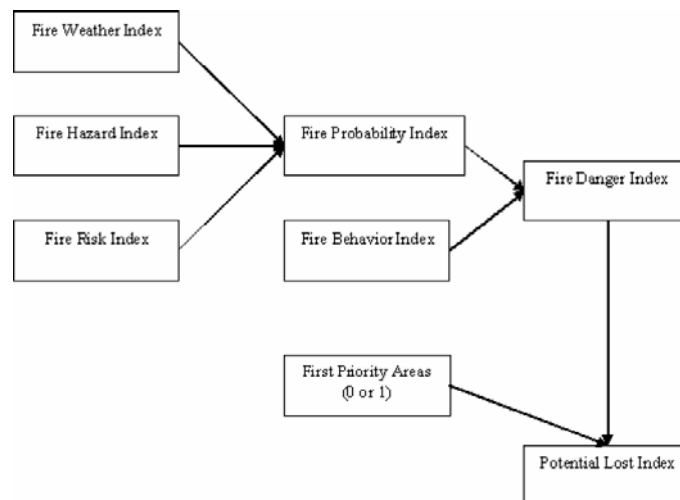 Fire Weather Index
Fire Hazard Index
Fire Probability Index
Fire Danger Index
Fire Risk Index
Fire Behavior Index
First Priority Areas
(0 or 1)
Potential Lost Index